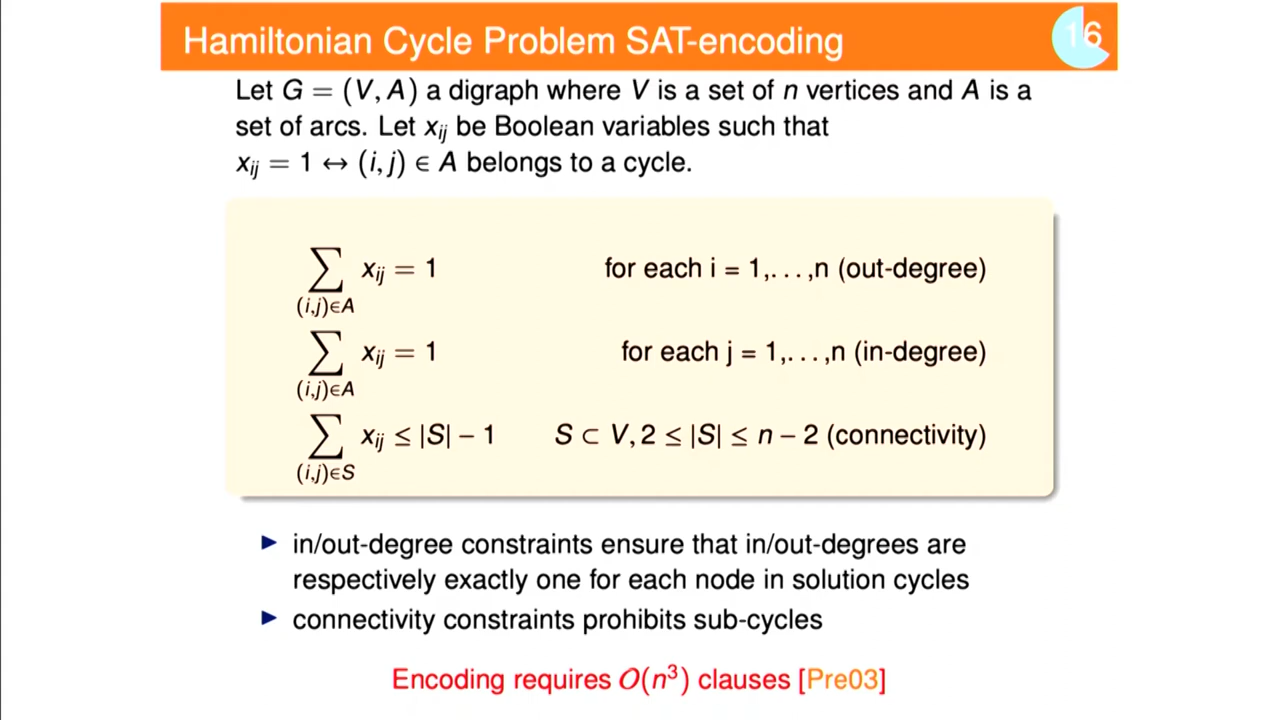 Hamiltonian Cycle Problem SAT-encoding
16
Let G = (V, A) a digraph where V is a set of n vertices and A is a
set of arcs. Let x_ij be Boolean variables such that
x_ij = 1 ↔ (i, j) ∈ A belongs to a cycle.
∑_(i,j)∈A x_ij = 1 for each i = 1,. . . ,n (out-degree)
∑_(i,j)∈A x_ij = 1 for each j = 1,. . . ,n (in-degree)
∑_(i,j)∈S x_ij ≤ |S| − 1 S ⊂ V, 2 ≤ |S| ≤ n − 2 (connectivity)
▶ in/out-degree constraints ensure that in/out-degrees are
respectively exactly one for each node in solution cycles
▶ connectivity constraints prohibits sub-cycles
Encoding requires O(n³) clauses [Pre03]